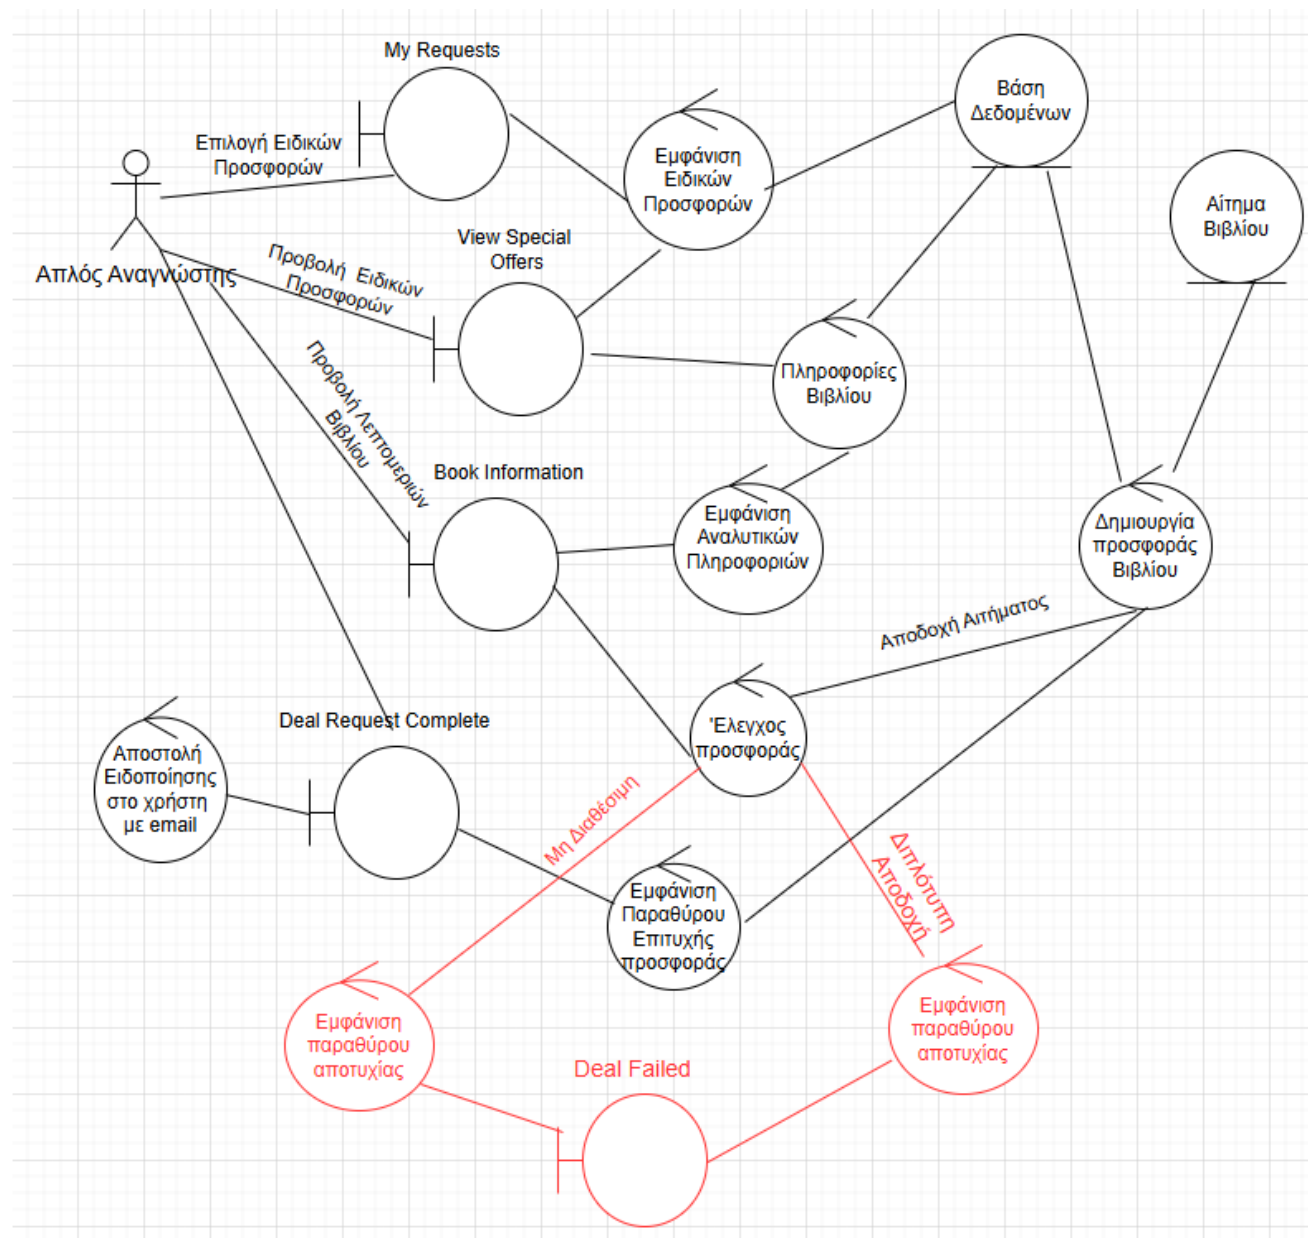 My Requests
Επιλογή Ειδικών
Προσφορών
Βάση
Δεδομένων
Εμφάνιση
Ειδικών
Προσφορών
Αίτημα
Βιβλίου
Απλός Αναγνώστης
Προβολή Ειδικών
Προσφορών
View Special
Offers
Πληροφορίες
Βιβλίου
Προβολή Λεπτομεριών
Βιβλίου
Book Information
Εμφάνιση
Αναλυτικών
Πληροφοριών
Δημιουργία
προσφοράς
Βιβλίου
Αποδοχή Αιτήματος
Έλεγχος
προσφοράς
Deal Request Complete
Αποστολή
Ειδοποίησης
στο χρήστη
με email
Μη Διαθέσιμη
Διπλότυπη
Αποδοχή
Εμφάνιση
Παραθύρου
Επιτυχής
προσφοράς
Εμφάνιση
παραθύρου
αποτυχίας
Εμφάνιση
παραθύρου
αποτυχίας
Deal Failed